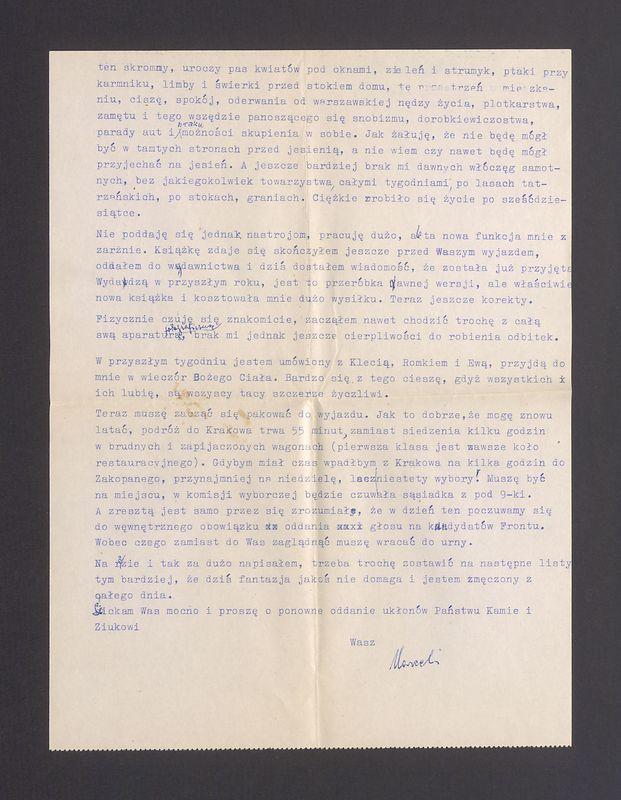 ten skromny, uroczy pas kwiatów pod oknami, zieleń i strumyk, ptaki przy
karmniku, limby i świerki przed stokiem domu, tę przestrzeń w mieszka-
niu, ciszę, spokój, oderwania od warszawskiej nędzy życia, plotkarstwa,
zamętu i tego wszędzie panoszącego się snobizmu, dorobkiewiczostwa,
parady aut i braku możności skupienia w sobie. Jak żałuję, że nie będę mógł
być w tamtych stronach przed jesienią, a nie wiem czy nawet będę mógł
przyjechać na jesień. A jeszcze bardziej brak mi dawnych włóczęg samot-
nych, bez jakiegokolwiek towarzystwa, całymi tygodniami, po lasach tat-
rzańskich, po stokach, graniach. Ciężkie zrobiło się życie po sześćdzie-
siątce.
Nie poddaję się jednak nastrojom, pracuję dużo, a ta nowa funkcja mnie z
zarżnie. Książkę zdaje się skończyłem jeszcze przed Waszym wyjazdem,
oddałem do wydawnictwa i dziś dostałem wiadomość, że została już przyjęta
Wydadzą w przyszłym roku, jest to przeróbka dawnej wersji, ale właściwie
nowa książka i kosztowała mnie dużo wysiłku. Teraz jeszcze korekty.
Fizycznie czuję się znakomicie, zacząłem nawet chodzić trochę z całą
swą aparaturą fotograficzną, brak mi jednak jeszcze cierpliwości do robienia odbitek.
W przyszłym tygodniu jestem umówiony z Klecią, Romkiem i Ewą, przyjdą do
mnie w wieczór Bożego Ciała. Bardzo się z tego cieszę, gdyż wszystkich i
ich lubię, są wszyscy tacy szczerze życzliwi.
Teraz muszę zacząć się pakować do wyjazdu. Jak to dobrze,że mogę znowu
latać, podróż do Krakowa trwa 55 minut, zamiast siedzenia kilku godzin
w brudnych i zapijaczonych wagonach (pierwsza klasa jest zawsze koło
restauracyjnego). Gdybym miał czas wpadłbym z Krakowa na kilka godzin do
Zakopanego, przynajmniej na niedzielę, lecz niestety wybory! Muszę być
na miejscu, w komisji wyborczej będzie czuwała sąsiadka z pod 9-ki.
A zresztą jest samo przez się zrozumiałe, że w dzień ten poczuwamy się
do węwnętrznego obowiązku xx oddania xxxx głosu na kandydatów Frontu.
Wobec czego zamiast do Was zaglądnąć muszę wracać do urny.
Na razie i tak za dużo napisałem, trzeba trochę zostawić na następne listy
tym bardziej, że dziś fantazja jakoś nie domaga i jestem zmęczony z
całego dnia.
Ściskam Was mocno i proszę o ponowne oddanie ukłonów Państwu Kamie i
Ziukowi
Wasz
Marceli